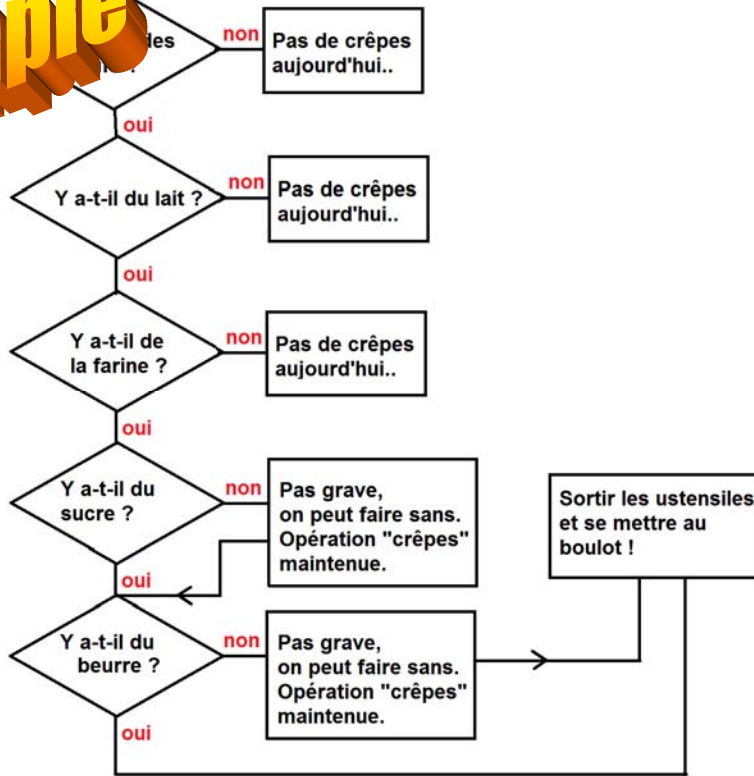 ple
des
non
Pas de crêpes
aujourd'hui..
?
oui
Y a-t-il du lait ?
non
Pas de crêpes
aujourd'hui..
oui
Y a-t-il de
la farine ?
non
Pas de crêpes
aujourd'hui..
oui
Y a-t-il du
sucre ?
non
Pas grave,
on peut faire sans.
Opération "crêpes"
maintenue.
Sortir les ustensiles
et se mettre au
boulot !
oui
Y a-t-il du
beurre ?
non
Pas grave,
on peut faire sans.
Opération "crêpes"
maintenue.
oui